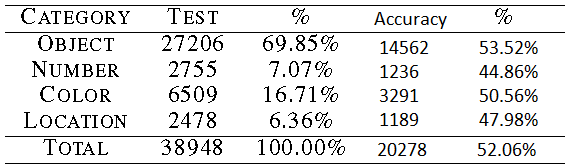 CATEGORY TEST % Accuracy %
OBJECT 27206 69.85% 14562 53.52%
NUMBER 2755 7.07% 1236 44.86%
COLOR 6509 16.71% 3291 50.56%
LOCATION 2478 6.36% 1189 47.98%
TOTAL 38948 100.00% 20278 52.06%